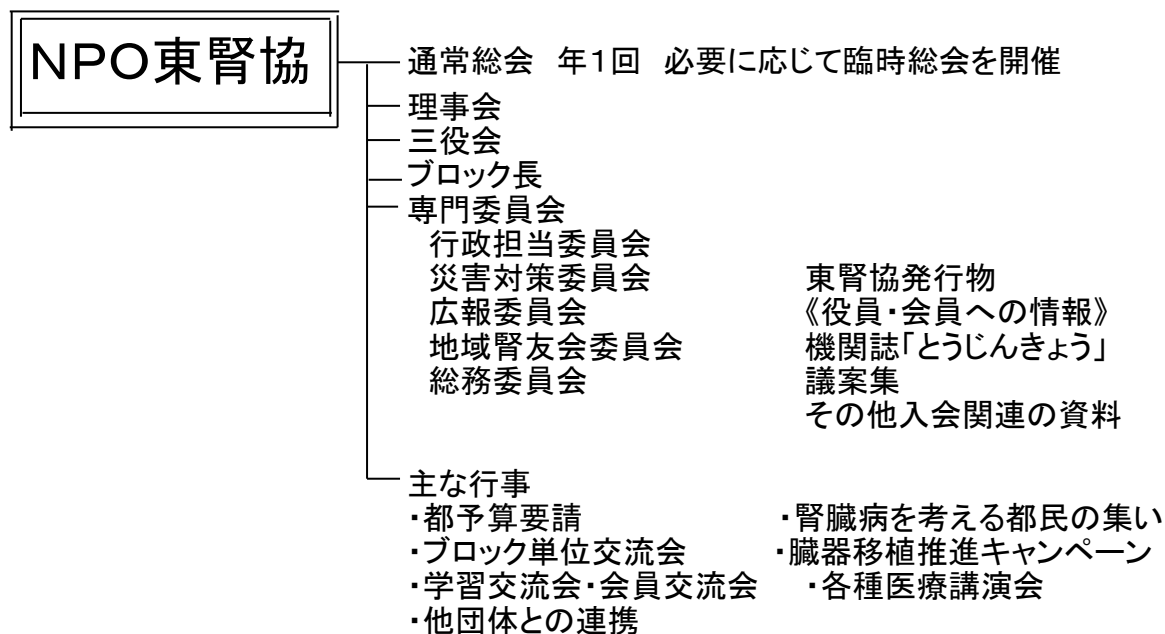 NPO東腎協
通常総会 年1回 必要に応じて臨時総会を開催
理事会
三役会
ブロック長
専門委員会
行政担当委員会
災害対策委員会
広報委員会
地域腎友会委員会
総務委員会
東腎協発行物
《役員・会員への情報》
機関誌「とうじんきょう」
議案集
その他入会関連の資料
主な行事
・都予算要請
・ブロック単位交流会
・学習交流会・会員交流会
・他団体との連携
・腎臓病を考える都民の集い
・臓器移植推進キャンペーン
・各種医療講演会